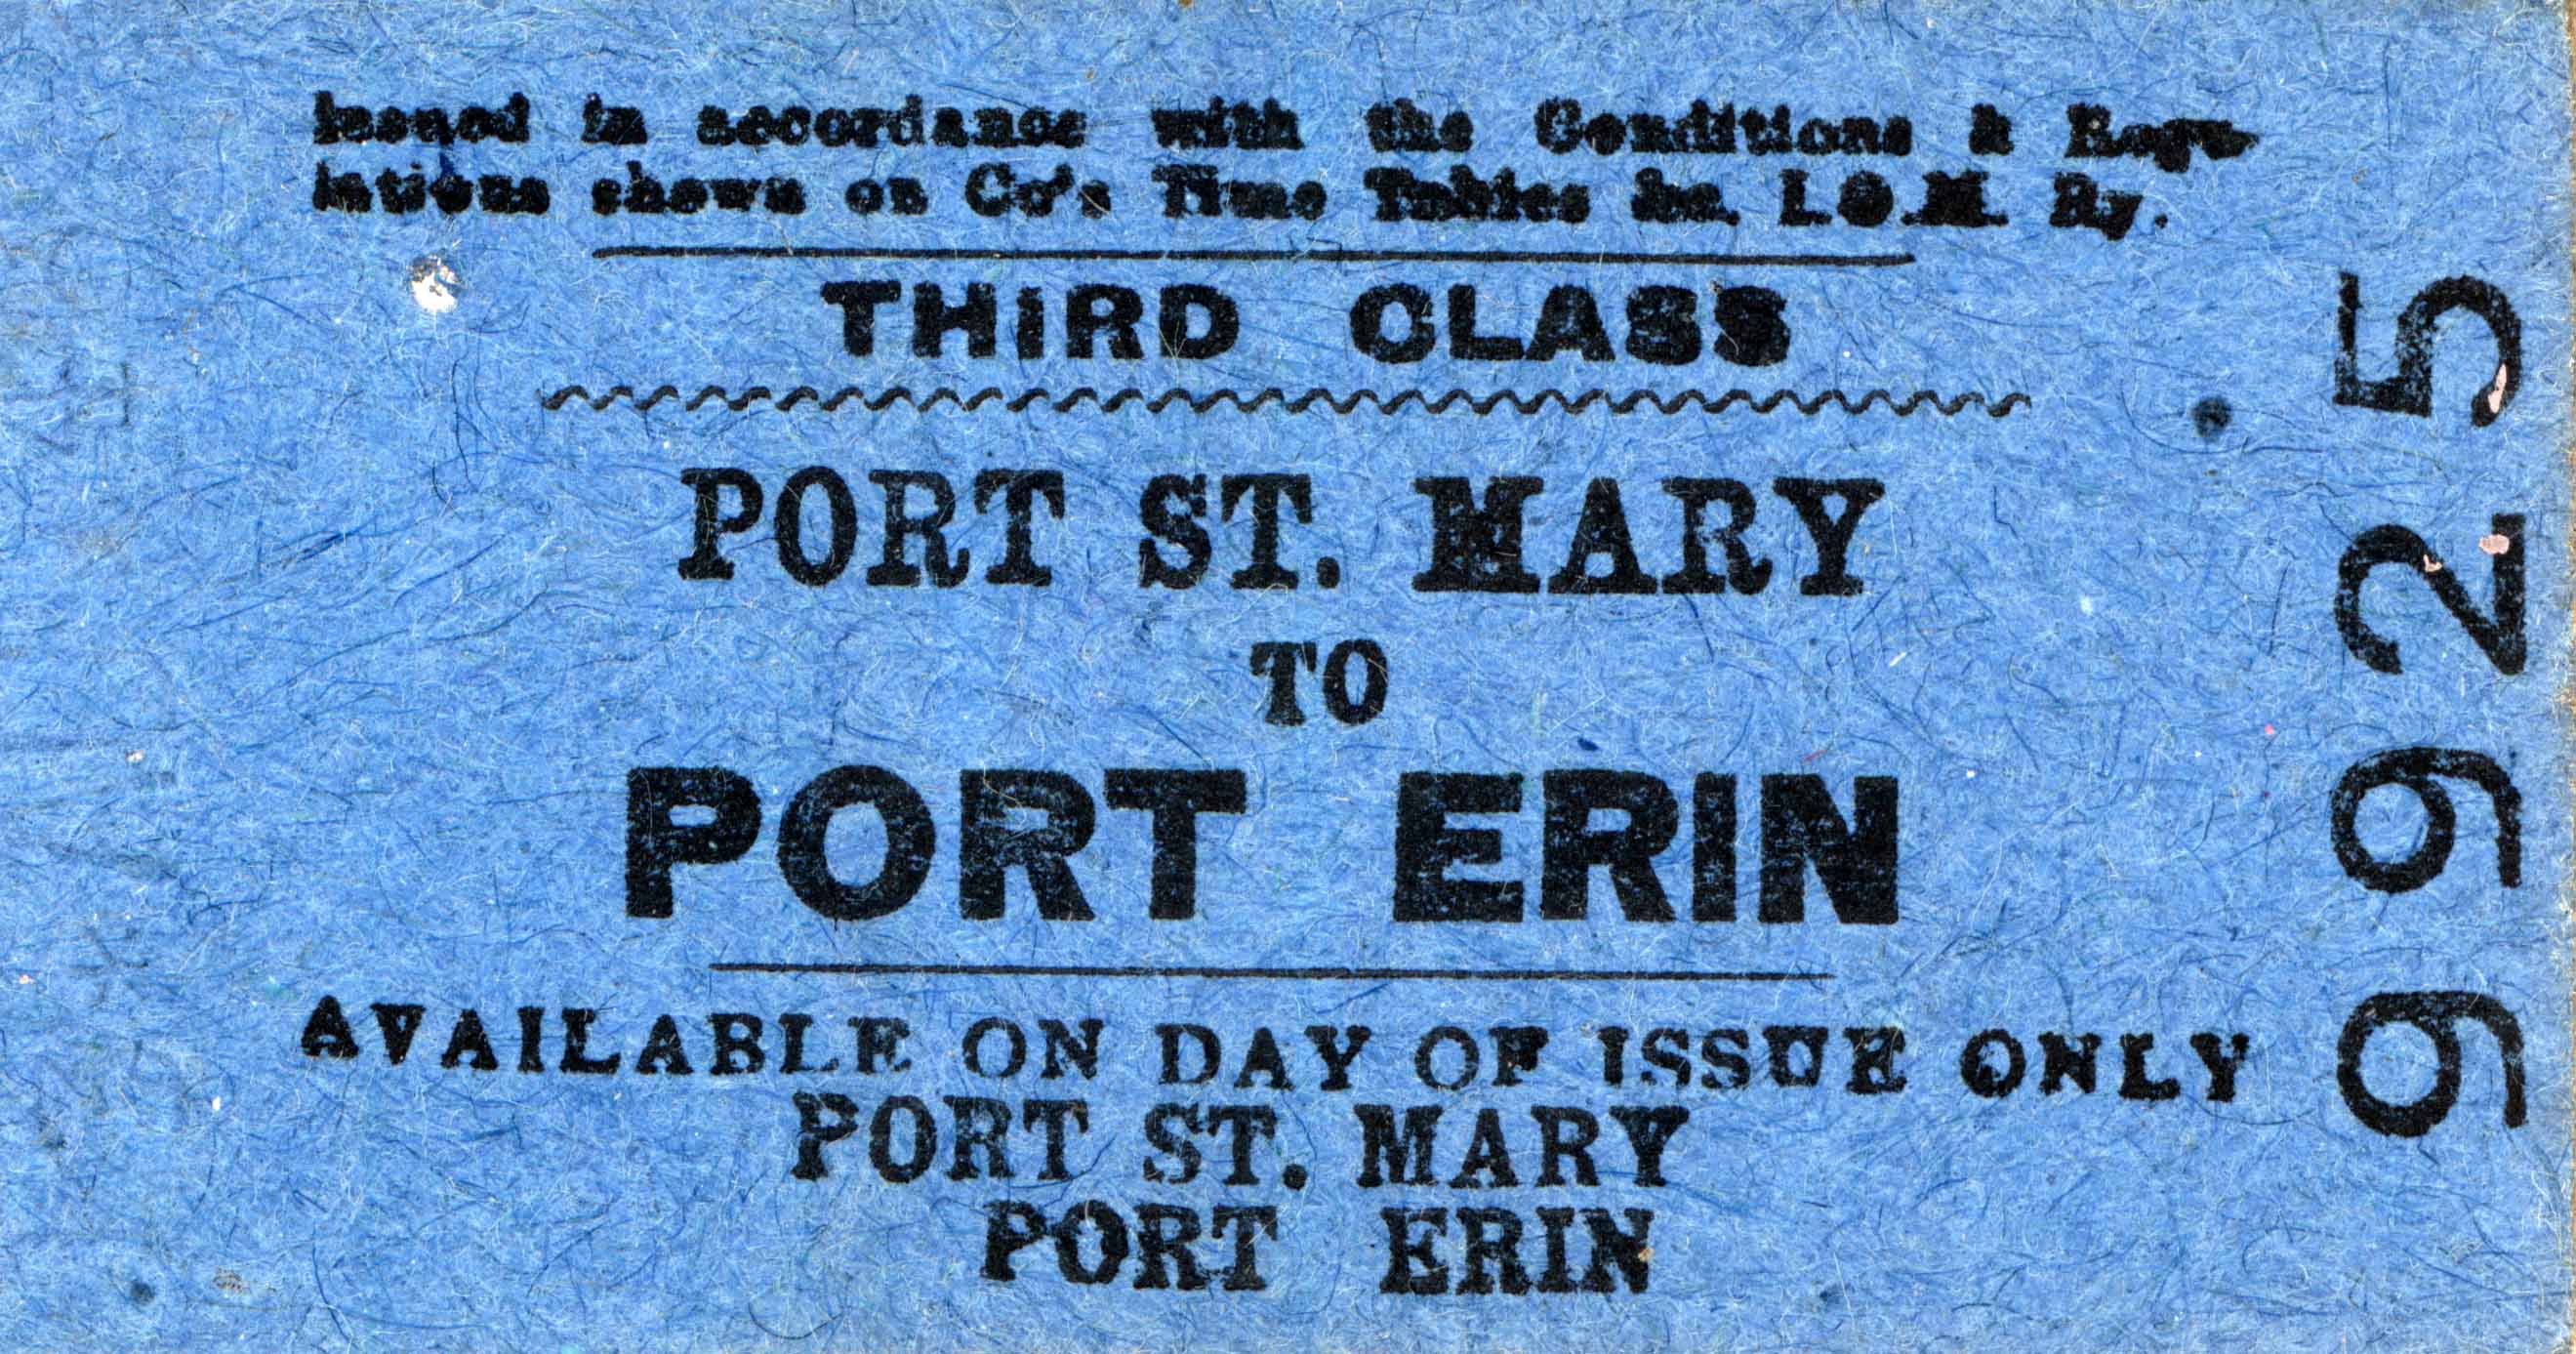 Issued in accordance with the Conditions & Regu-
lations shown on Co's Time Tables &c. I.O.M. Ry.
THIRD CLASS
PORT ST. MARY
TO
PORT ERIN
AVAILABLE ON DAY OF ISSUE ONLY
PORT ST. MARY
PORT ERIN
9925